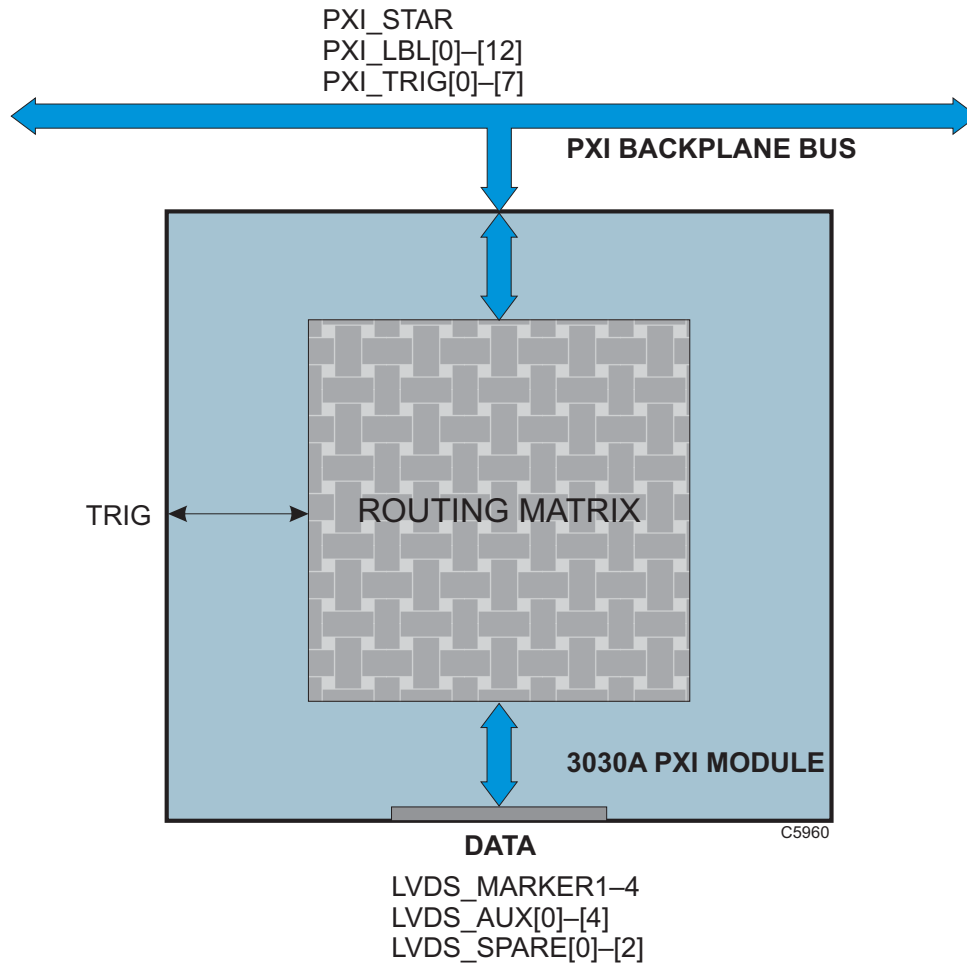 PXI_STAR
PXI_LBL[0]–[12]
PXI_TRIG[0]–[7]
PXI BACKPLANE BUS
TRIG
ROUTING MATRIX
3030A PXI MODULE
C5960
DATA
LVDS_MARKER1–4
LVDS_AUX[0]–[4]
LVDS_SPARE[0]–[2]